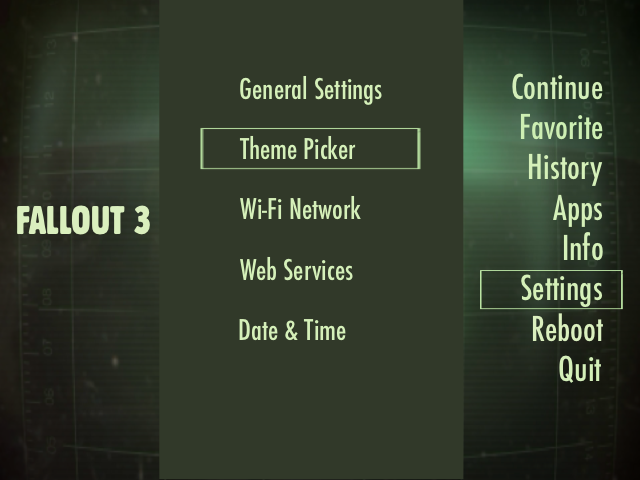 FALLOUT 3
General Settings
Theme Picker
Wi-Fi Network
Web Services
Date & Time
Continue
Favorite
History
Apps
Info
Settings
Reboot
Quit